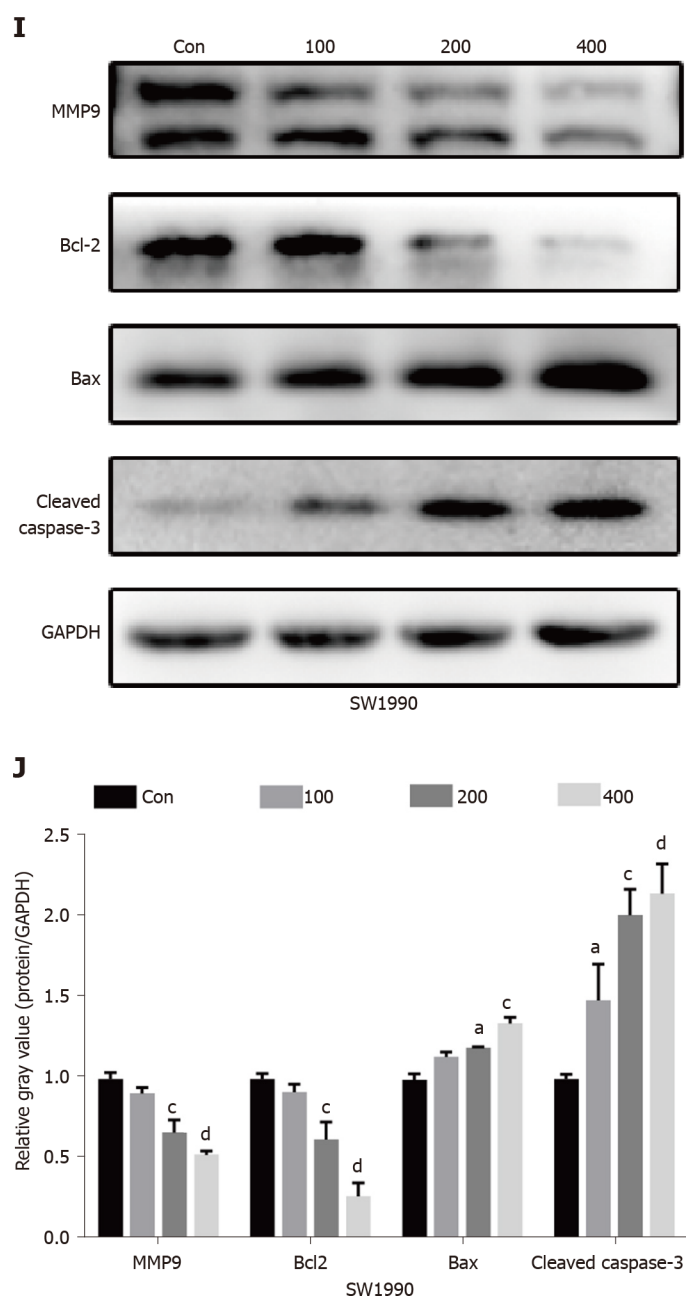 I
Con 100 200 400
MMP9
Bcl-2
Bax
Cleaved
caspase-3
GAPDH
SW1990
J
Con 100 200 400
Relative gray value (protein/GAPDH)
2.5
2.0
1.5
1.0
0.5
0.0
c d c d a c a c d
MMP9 Bcl2 Bax Cleaved caspase-3
SW1990